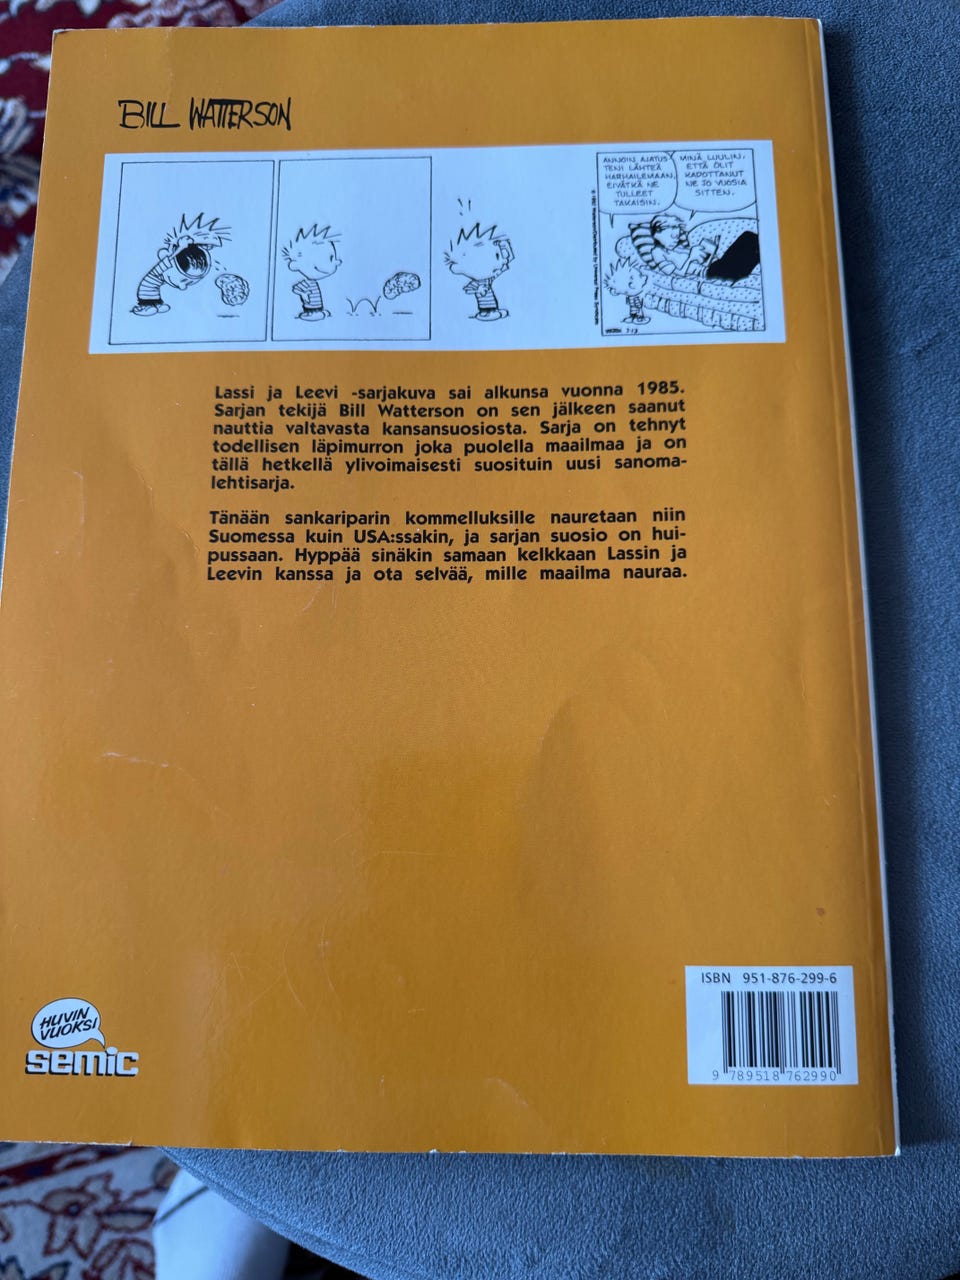 BILL WATTERSON
ANNOIN AJATUS
TENI LÄHTEÄ
HARHAILEMAAN,
EIVÄTKÄ NE
TULLEET
TAKAISIN.
MINÄ LUULIN,
ETTÄ OLIT
KADOTTANUT
NE JO VUOSIA
SITTEN.
Lassi ja Leevi -sarjakuva sai alkunsa vuonna 1985.
Sarjan tekijä Bill Watterson on sen jälkeen saanut
nauttia valtavasta kansansuosiosta. Sarja on tehnyt
todellisen läpimurron joka puolella maailmaa ja on
tällä hetkellä ylivoimaisesti suosituin uusi sanoma-
lehtisarja.
Tänään sankariparin kommelluksille nauretaan niin
Suomessa kuin USA:ssakin, ja sarjan suosio on hui-
pussaan. Hyppää sinäkin samaan kelkkaan Lassin ja
Leevin kanssa ja ota selvää, mille maailma nauraa.
HUVIN
VUOKSI
semic
ISBN 951-876-299-6
9 789518 762990